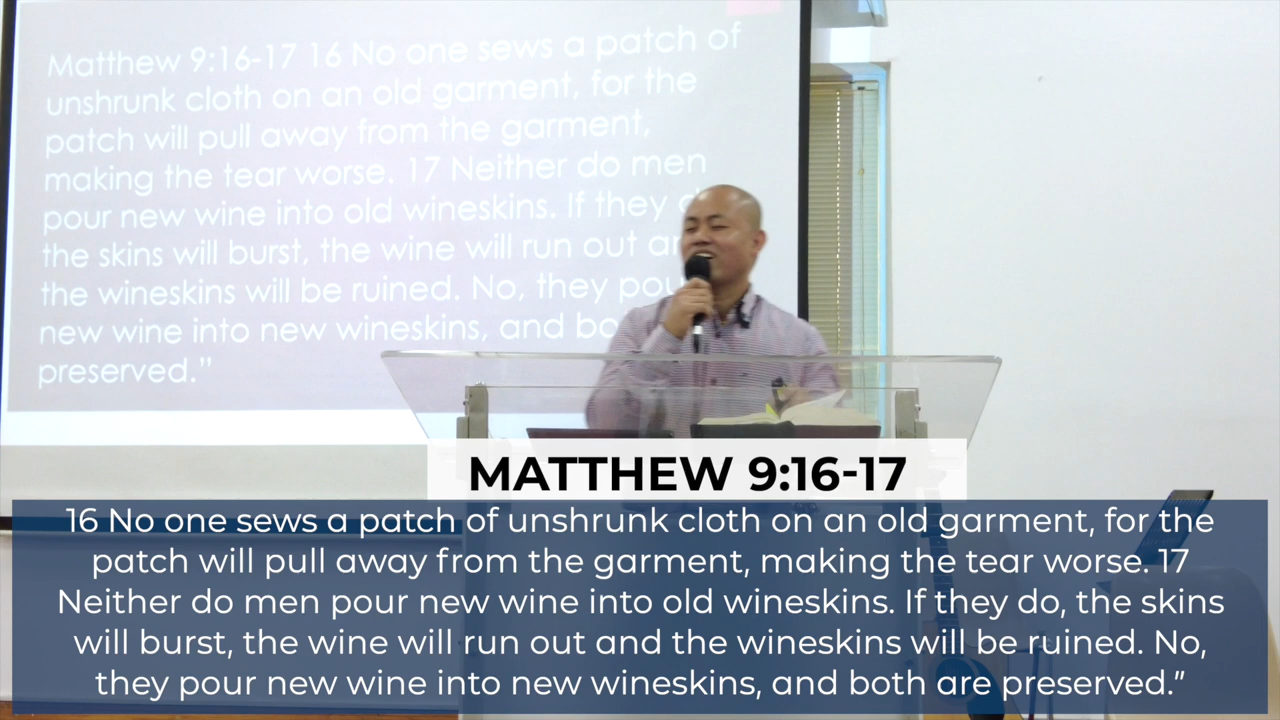 Matthew 9:16-17 16 No one sews a patch of
unshrunk cloth on an old garment, for the
patch will pull away from the garment,
making the tear worse. 17 Neither do men
pour new wine into old wineskins. If they
the skins will burst, the wine will run out
the wineskins will be ruined. No, they
new wine into new wineskins, and
preserved.”
MATTHEW 9:16-17
16 No one sews a patch of unshrunk cloth on an old garment, for the
patch will pull away from the garment, making the tear worse. 17
Neither do men pour new wine into old wineskins. If they do, the skins
will burst, the wine will run out and the wineskins will be ruined. No,
they pour new wine into new wineskins, and both are preserved.”